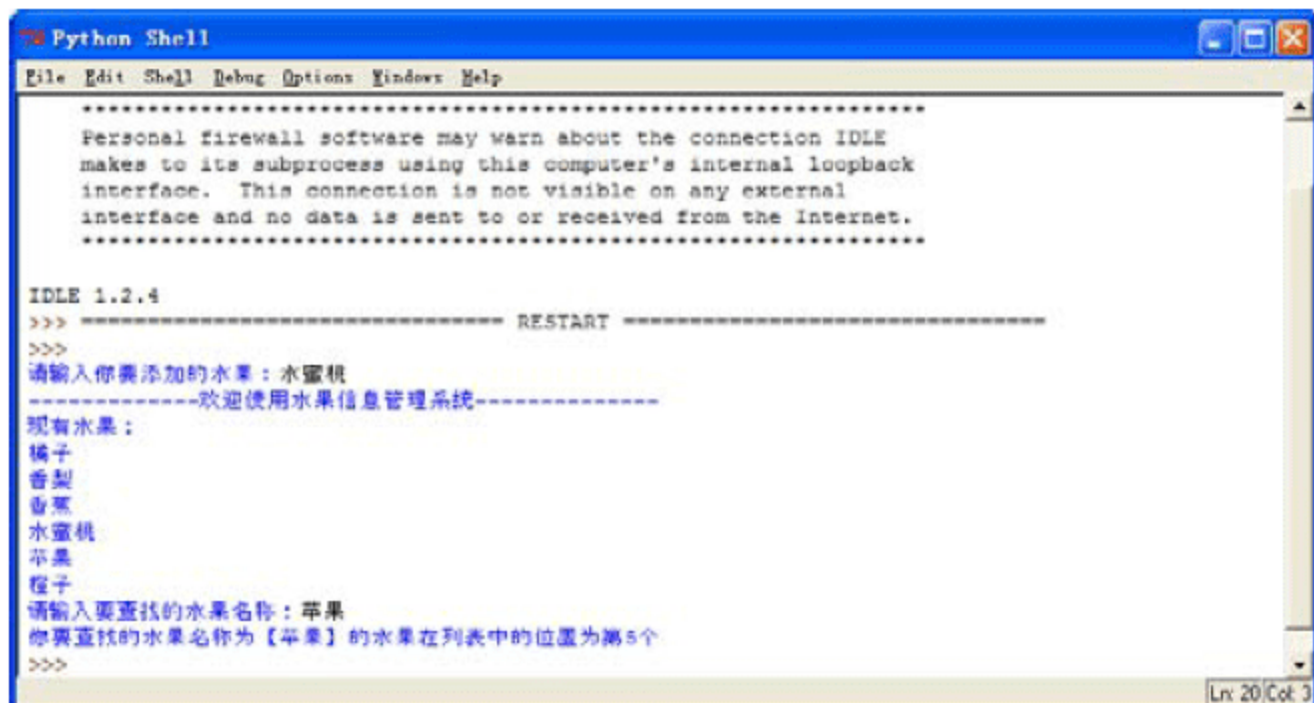 Python Shell
File Edit Shell Debug Options Windows Help
****************************************************************
Personal firewall software may warn about the connection IDLE
makes to its subprocess using this computer's internal loopback
interface.  This connection is not visible on any external
interface and no data is sent to or received from the Internet.
****************************************************************
IDLE 1.2.4
>>> ================================ RESTART ================================
>>>
请输入你要添加的水果：水蜜桃
-------------欢迎使用水果信息管理系统--------------
现有水果：
橘子
香梨
香蕉
水蜜桃
苹果
橙子
请输入要查找的水果名称：苹果
你要查找的水果名称为【苹果】的水果在列表中的位置为第5个
>>>
Ln: 20 Col: 3